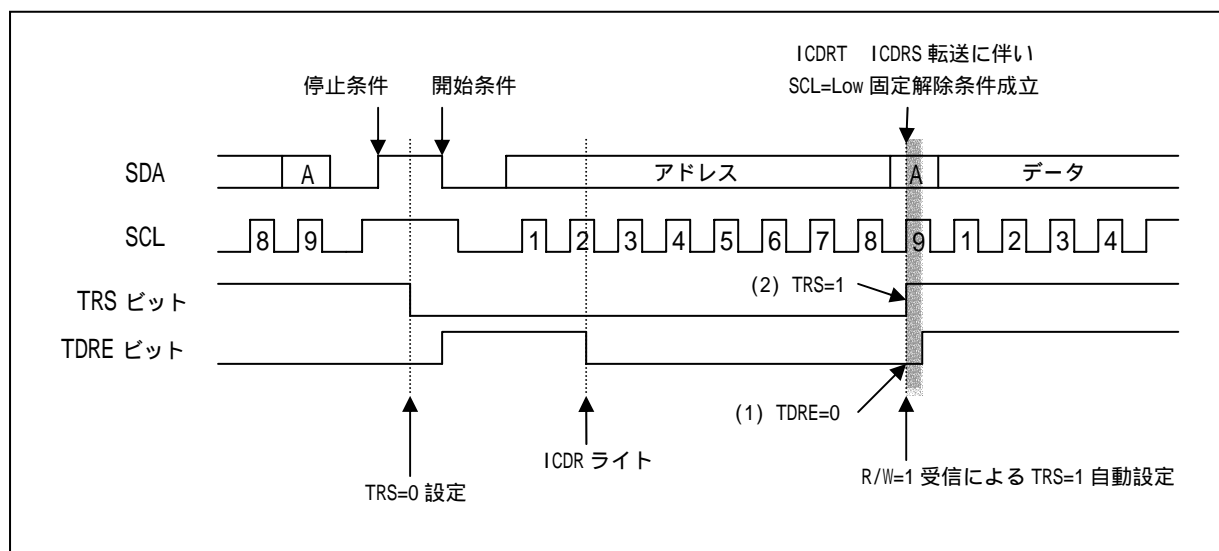 ICDRT ICDRS 転送に伴い
SCL=Low 固定解除条件成立
停止条件 開始条件
SDA A アドレス A データ
SCL 8 9 1 2 3 4 5 6 7 8 9 1 2 3 4
(2) TRS=1
TRS ビット
TDRE ビット
(1) TDRE=0
ICDR ライト
TRS=0 設定
R/W=1 受信による TRS=1 自動設定